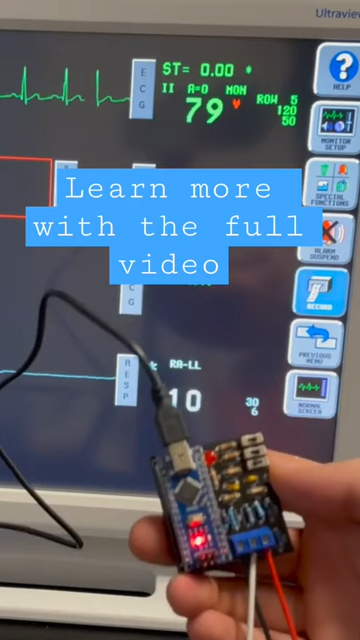 Ultraview
ECG
ST= 0.00 *
II A=0 MON
79
ROW 5
120
50
HELP
MONITOR
SETUP
SPECIAL
FUNCTIONS
Learn more
with the full
video
ALARM
SUSPEND
CG
RECORD
PREVIOUS
MENU
RESP
RA-LL
10
30
6
NORMAL
SCREEN